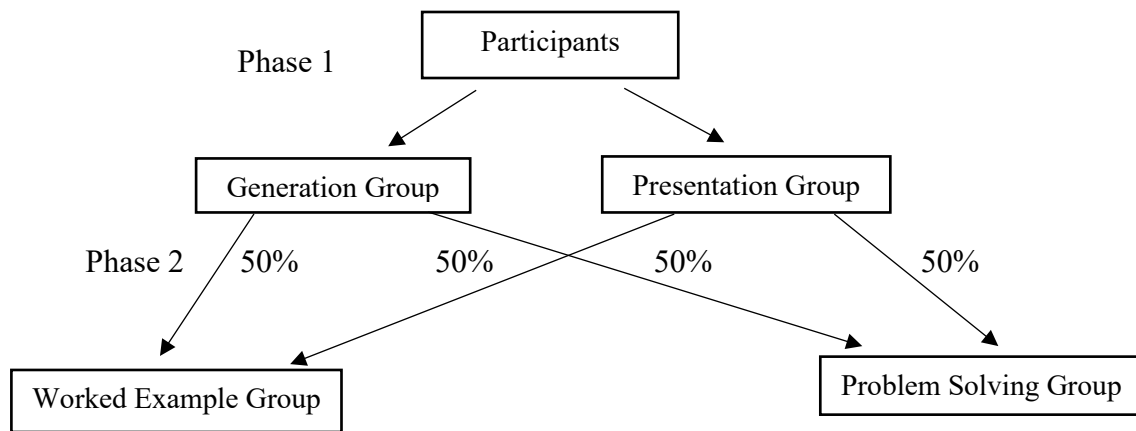 Participants
Phase 1
Generation Group
Presentation Group
Phase 2
50%
50%
50%
50%
Worked Example Group
Problem Solving Group